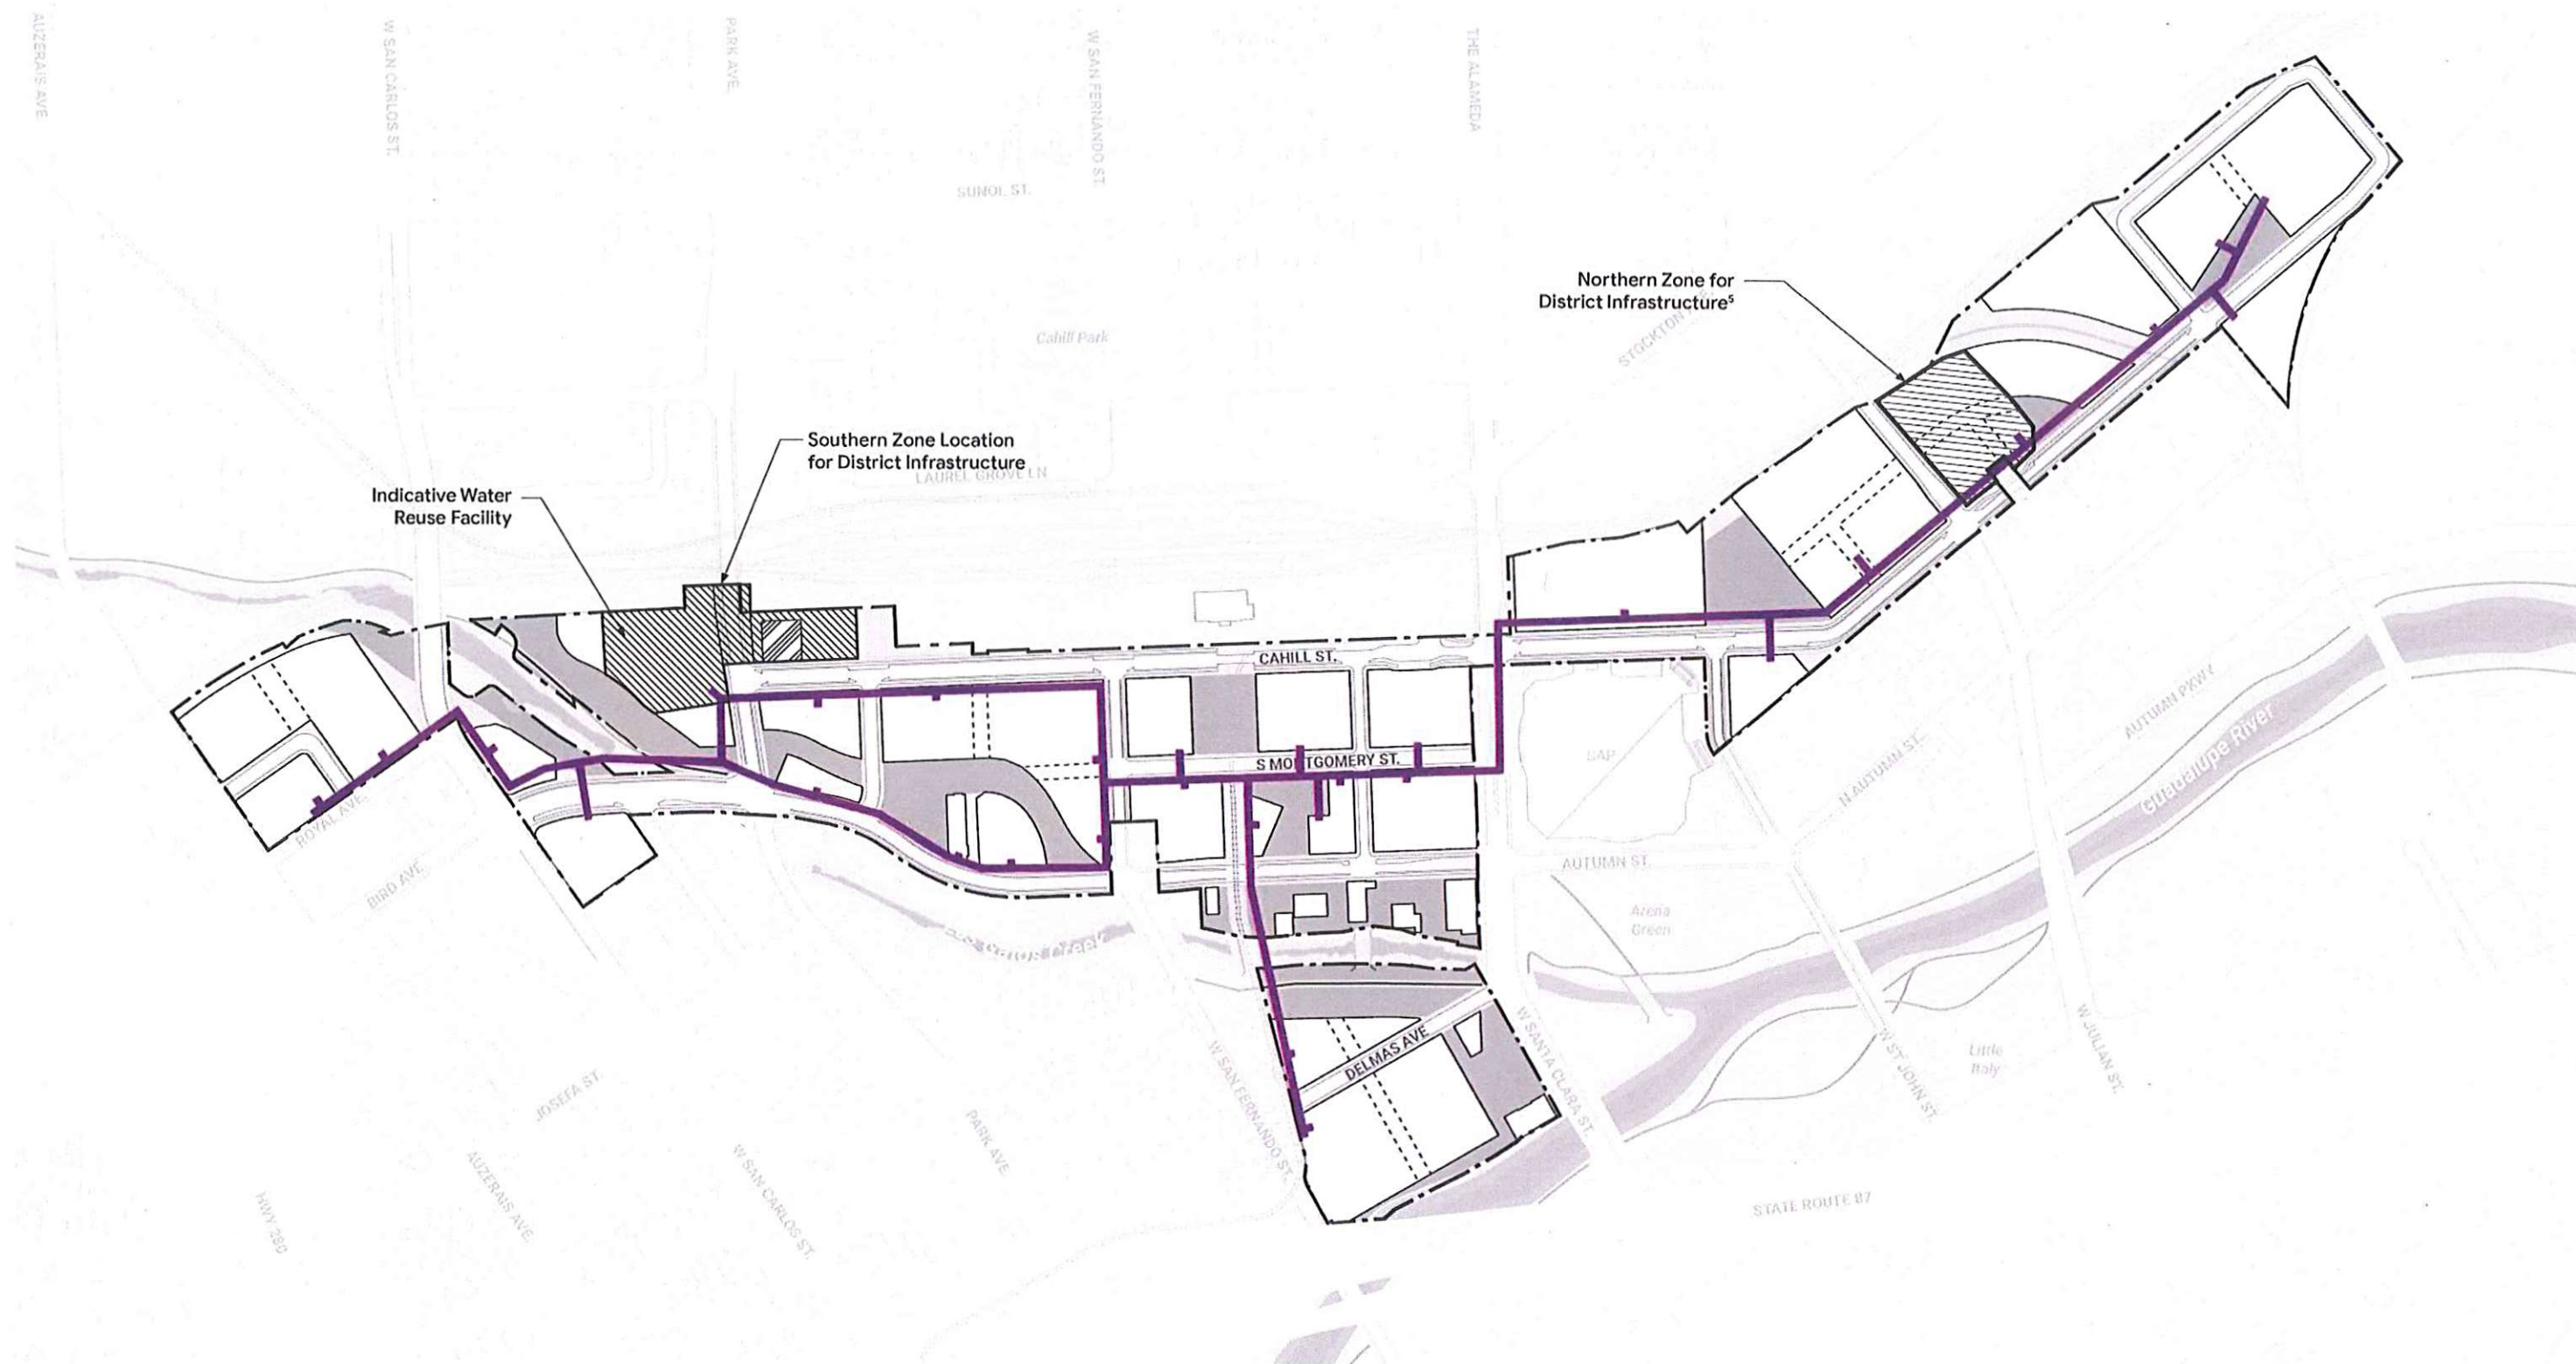 AUZERAIS AVE
W SAN CARLOS ST.
PARK AVE.
W SAN FERNANDO ST.
THE ALAMEDA
SUNOL ST.
Northern Zone for
District Infrastructure⁵
STOCKTON
Cahill Park
Southern Zone Location
for District Infrastructure
LAUREL GROVE LN
Indicative Water
Reuse Facility
CAHILL ST.
S MONTGOMERY ST.
SAP
AUTUMN PKWY
Guadalupe River
N AUTUMN ST.
ROYAL AVE.
BIRD AVE.
AUTUMN ST.
Arena
Green
Los Gatos Creek
DELMAS AVE
W SANTA CLARA ST.
W ST JOHN ST.
Little
Italy
W JULIAN ST.
JOSEFA ST.
W SAN FERNANDO ST.
PARK AVE.
W SAN CARLOS ST.
AUZERAIS AVE.
HWY 280
STATE ROUTE 87